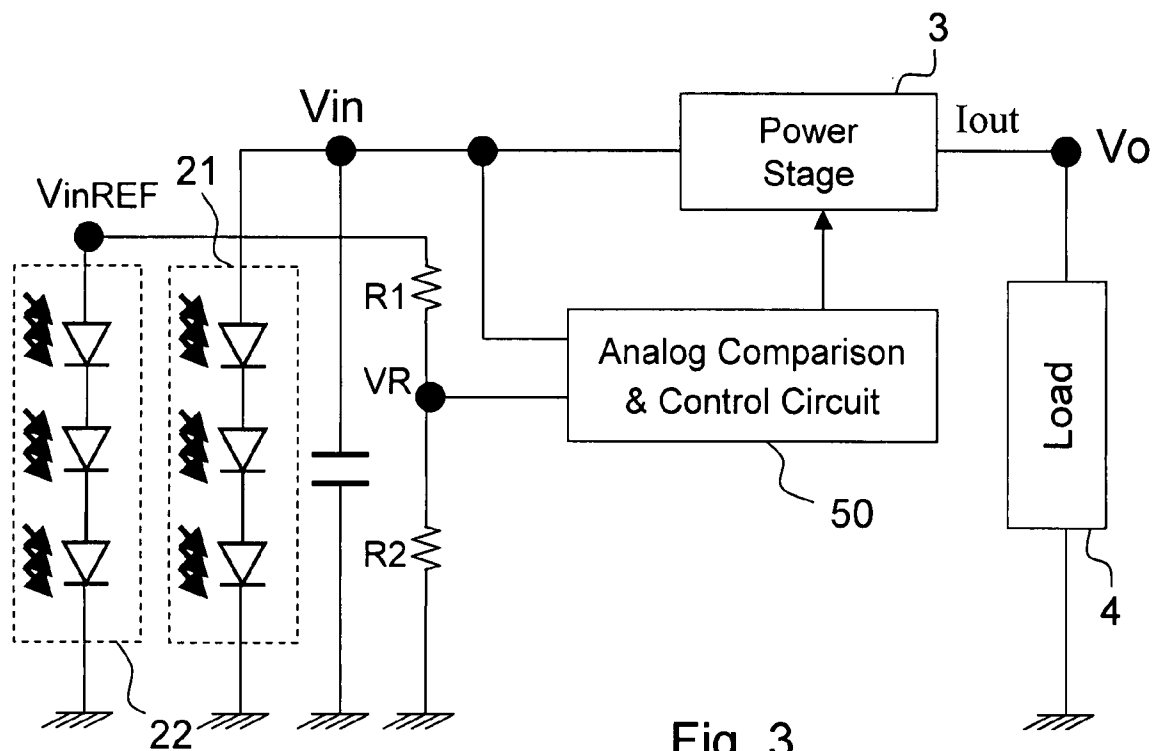 3
Vin
Power
Stage
Iout
Vo
21
VinREF
R1
Analog Comparison
& Control Circuit
VR
Load
50
R2
4
22
Fig. 3